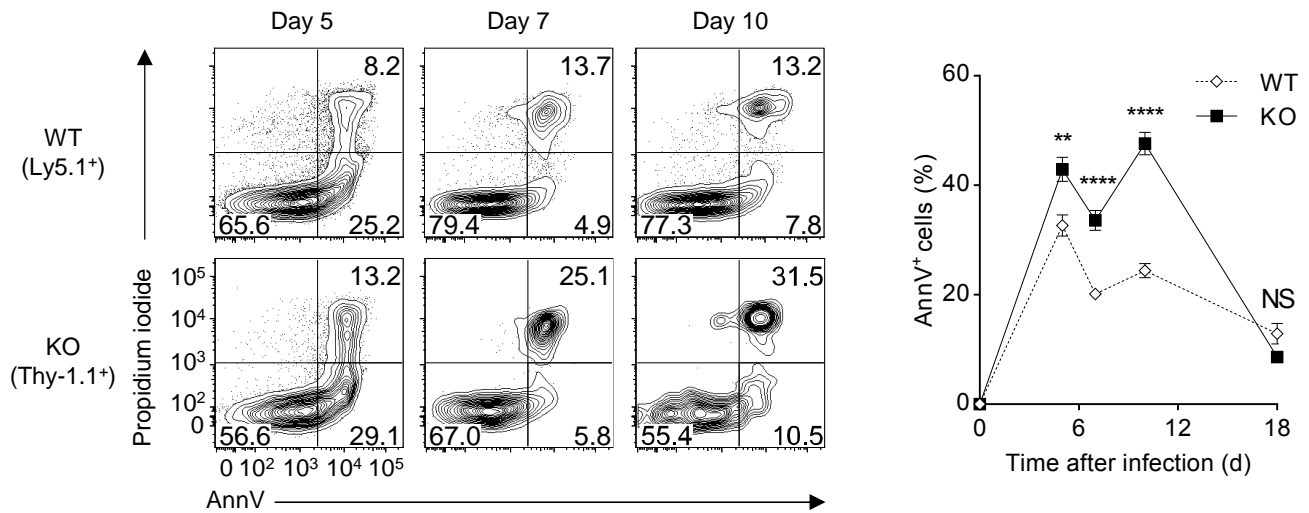 Day 5
Day 7
Day 10
WT
(Ly5.1⁺)
8.2
65.6
25.2
13.7
79.4
4.9
13.2
77.3
7.8
KO
(Thy-1.1⁺)
Propidium iodide
10⁵
10⁴
10³
10²
0
13.2
56.6
29.1
25.1
67.0
5.8
31.5
55.4
10.5
0 10² 10³ 10⁴ 10⁵
AnnV
WT
KO
AnnV⁺ cells (%)
60
40
20
0
**
****
****
NS
0 6 12 18
Time after infection (d)